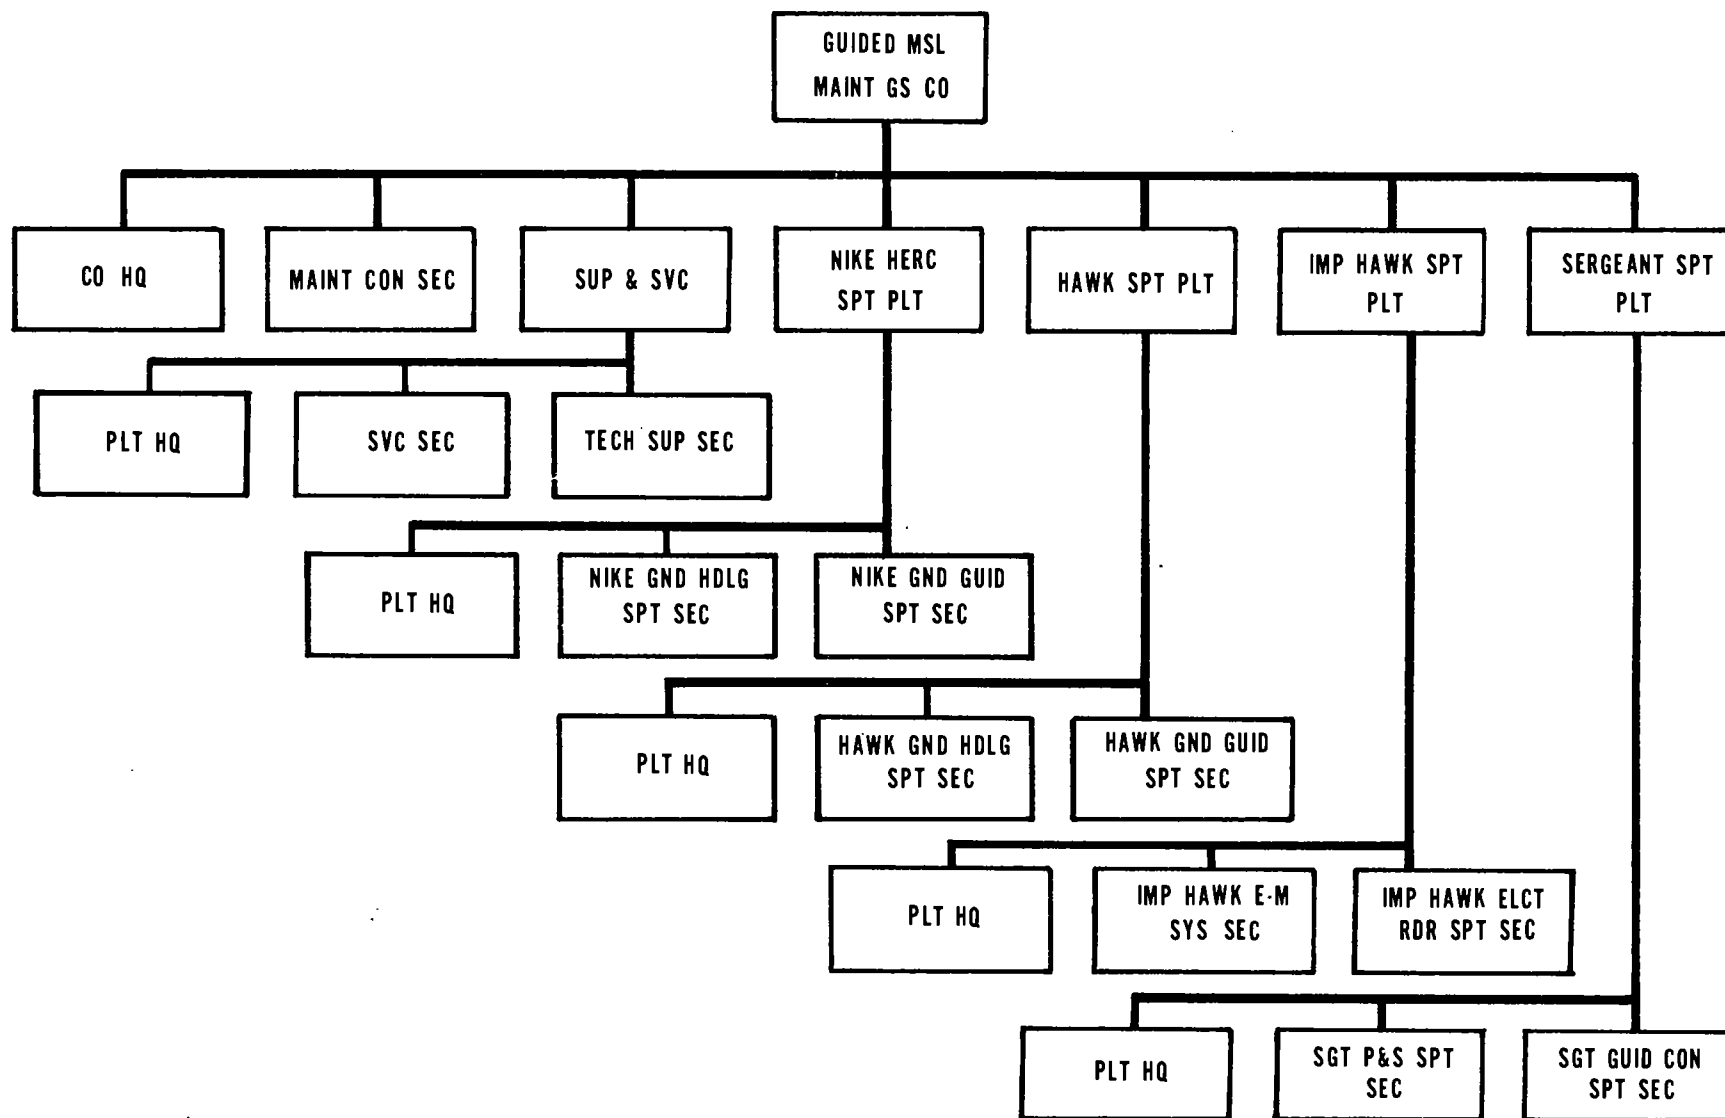 GUIDED MSL
MAINT GS CO
CO HQ
MAINT CON SEC
SUP & SVC
NIKE HERC
SPT PLT
HAWK SPT PLT
IMP HAWK SPT
PLT
SERGEANT SPT
PLT
PLT HQ
SVC SEC
TECH SUP SEC
PLT HQ
NIKE GND HDLG
SPT SEC
NIKE GND GUID
SPT SEC
PLT HQ
HAWK GND HDLG
SPT SEC
HAWK GND GUID
SPT SEC
PLT HQ
IMP HAWK E-M
SYS SEC
IMP HAWK ELCT
RDR SPT SEC
PLT HQ
SGT P&S SPT
SEC
SGT GUID CON
SPT SEC